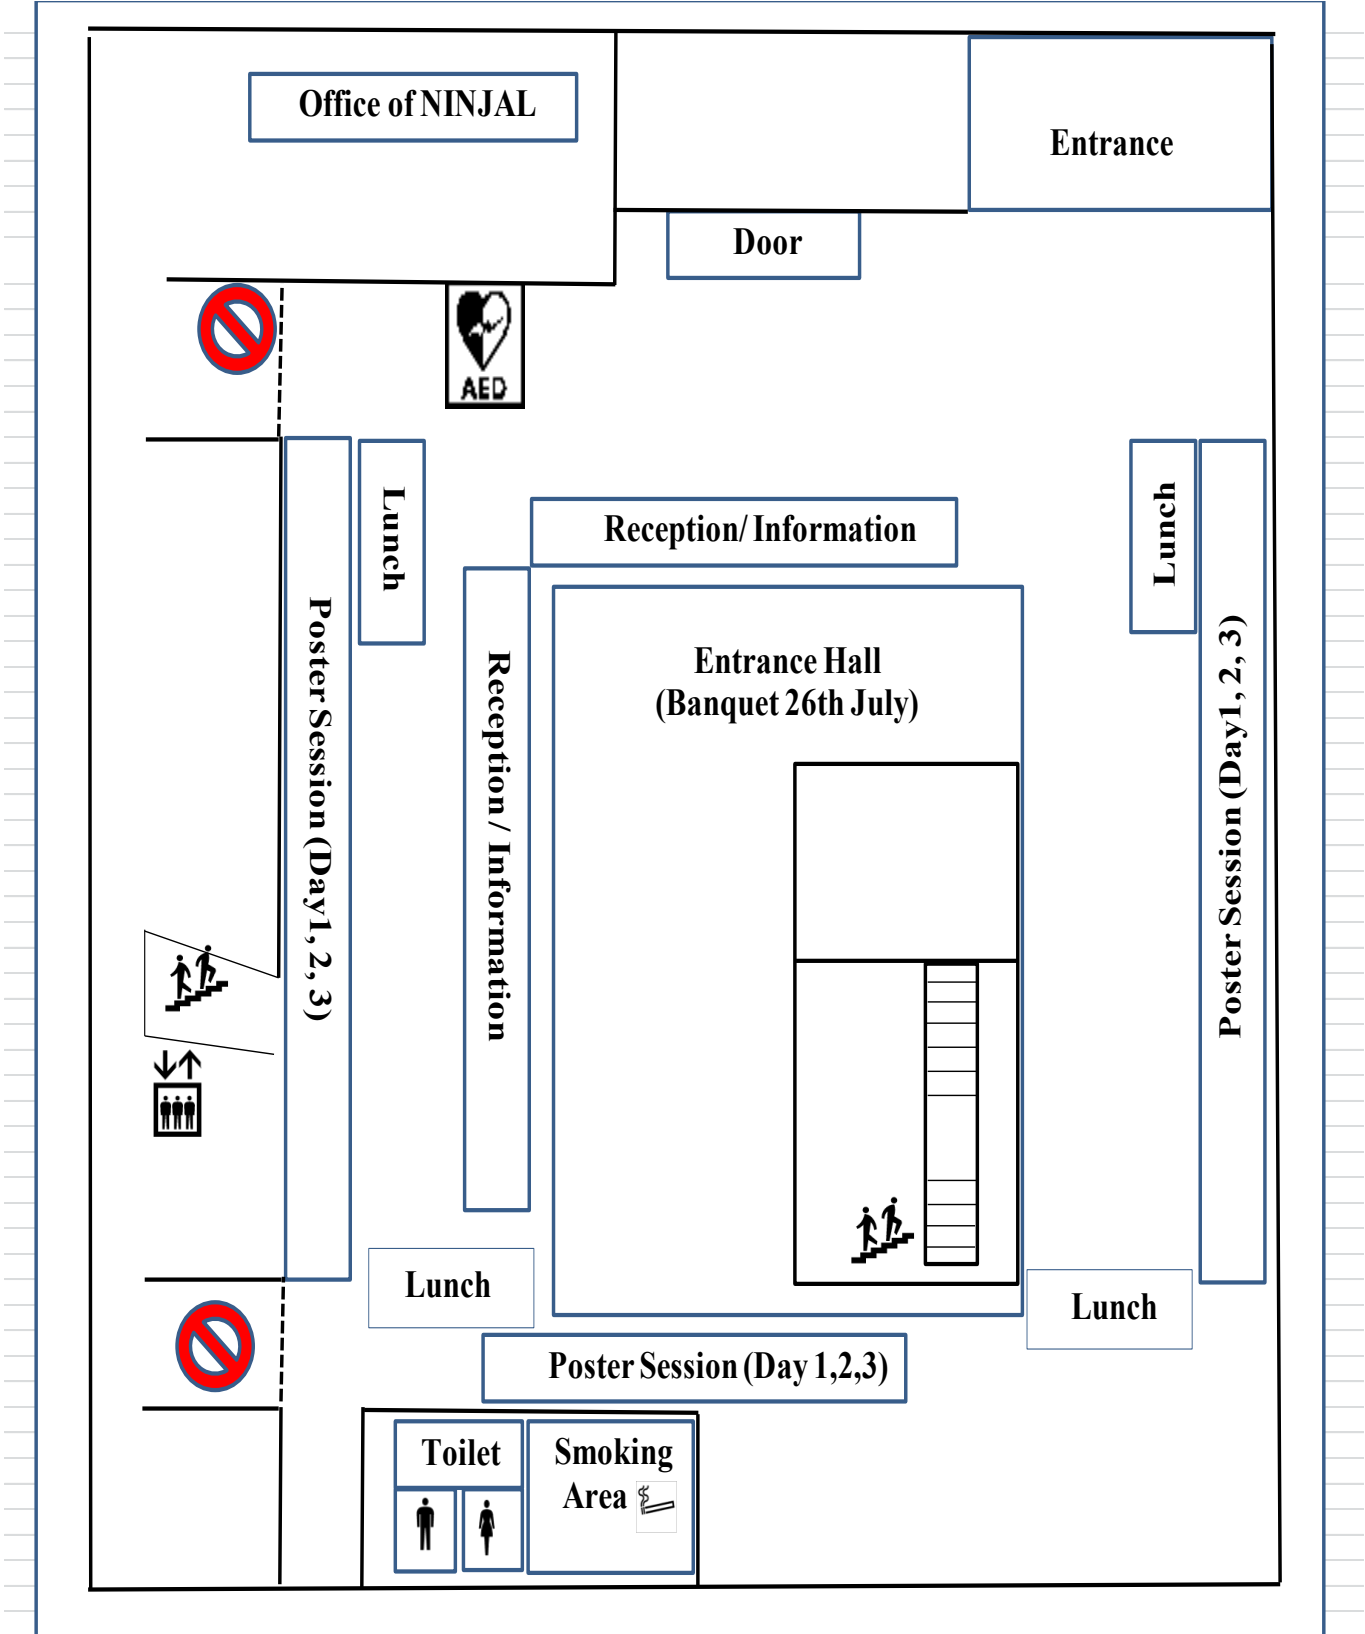 Office of NINJAL
Entrance
Door
AED
Lunch
Lunch
Reception/ Information
Poster Session (Day1, 2, 3)
Reception/ Information
Entrance Hall
(Banquet 26th July)
Poster Session (Day1, 2, 3)
Lunch
Lunch
Poster Session (Day 1,2,3)
Toilet
Smoking
Area